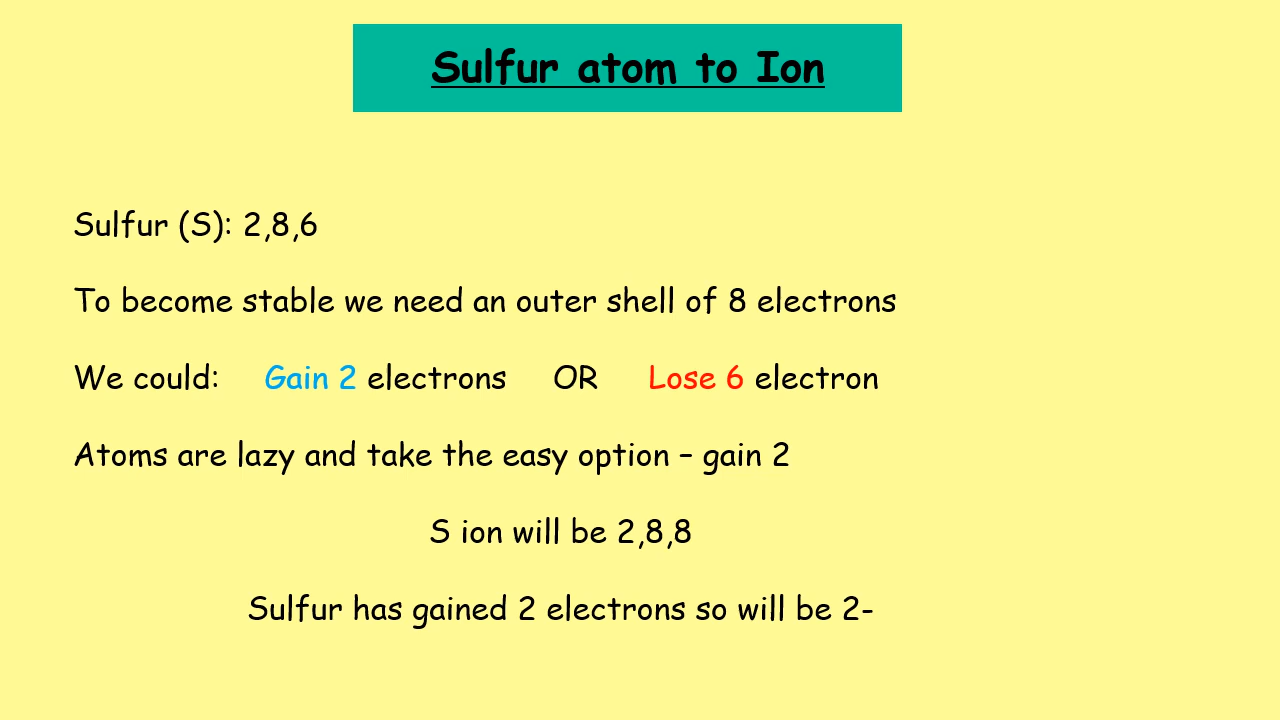 Sulfur atom to Ion
Sulfur (S): 2,8,6
To become stable we need an outer shell of 8 electrons
We could: Gain 2 electrons OR Lose 6 electron
Atoms are lazy and take the easy option – gain 2
S ion will be 2,8,8
Sulfur has gained 2 electrons so will be 2-